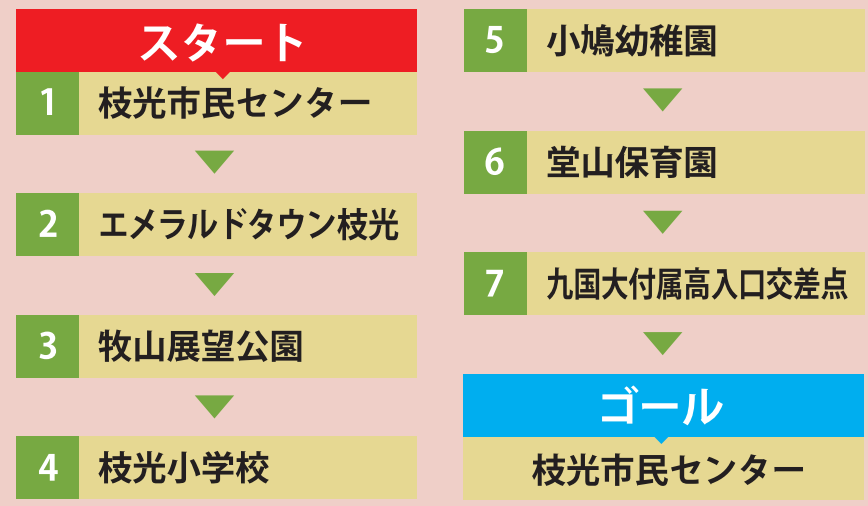 スタート
1 枝光市民センター
2 エメラルドタウン枝光
3 牧山展望公園
4 枝光小学校
5 小鳩幼稚園
6 堂山保育園
7 九国大付属高入口交差点
ゴール
枝光市民センター